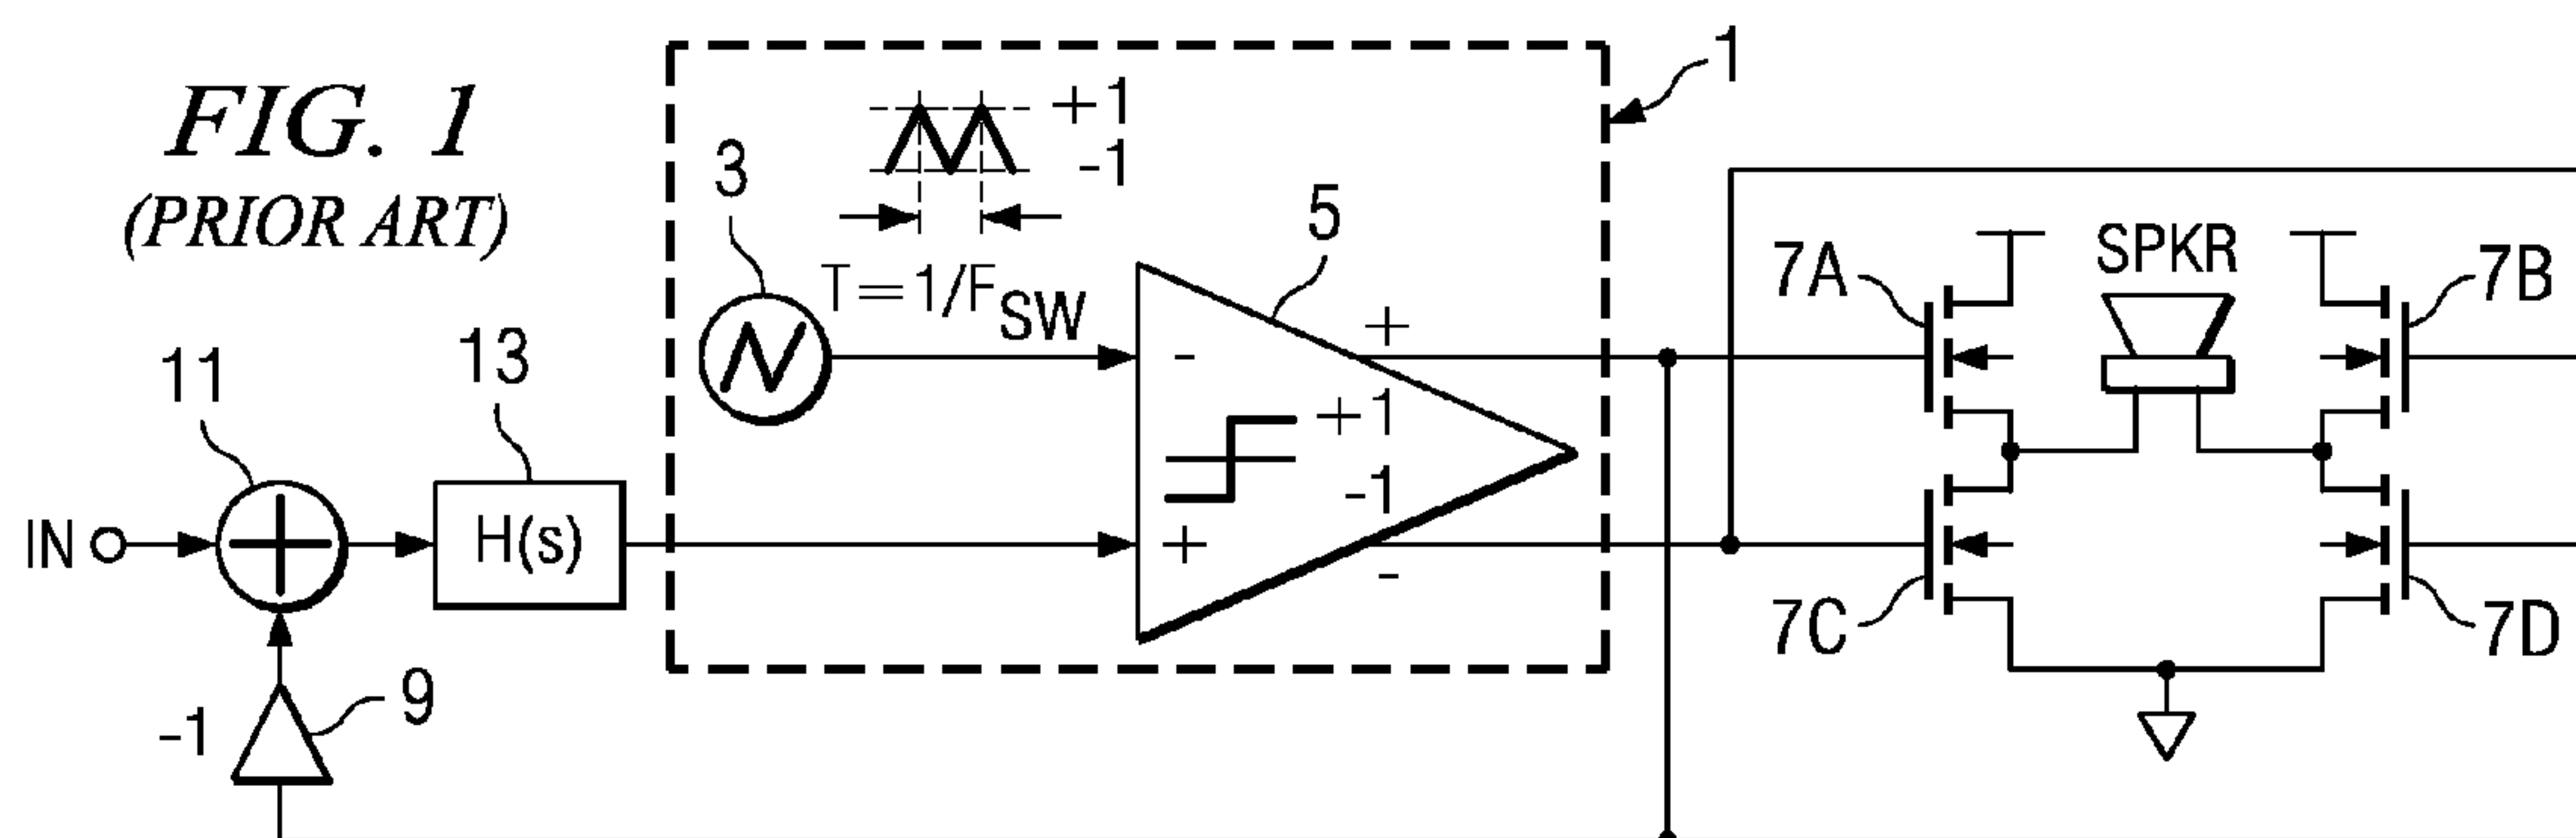 FIG. 1
(PRIOR ART)
1
+1
-1
3
T=1/FSW
5
+
-
+1
-1
+
-
7A
SPKR
7B
7C
7D
11
13
IN
H(s)
-1
9